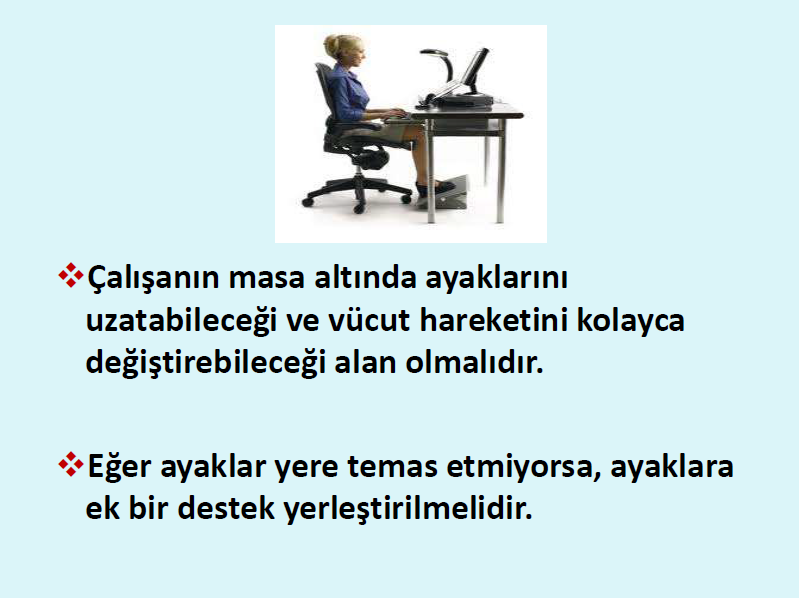 ❖Çalışanın masa altında ayaklarını
uzatabileceği ve vücut hareketini kolayca
değiştirebileceği alan olmalıdır.
❖Eğer ayaklar yere temas etmiyorsa, ayaklara
ek bir destek yerleştirilmelidir.